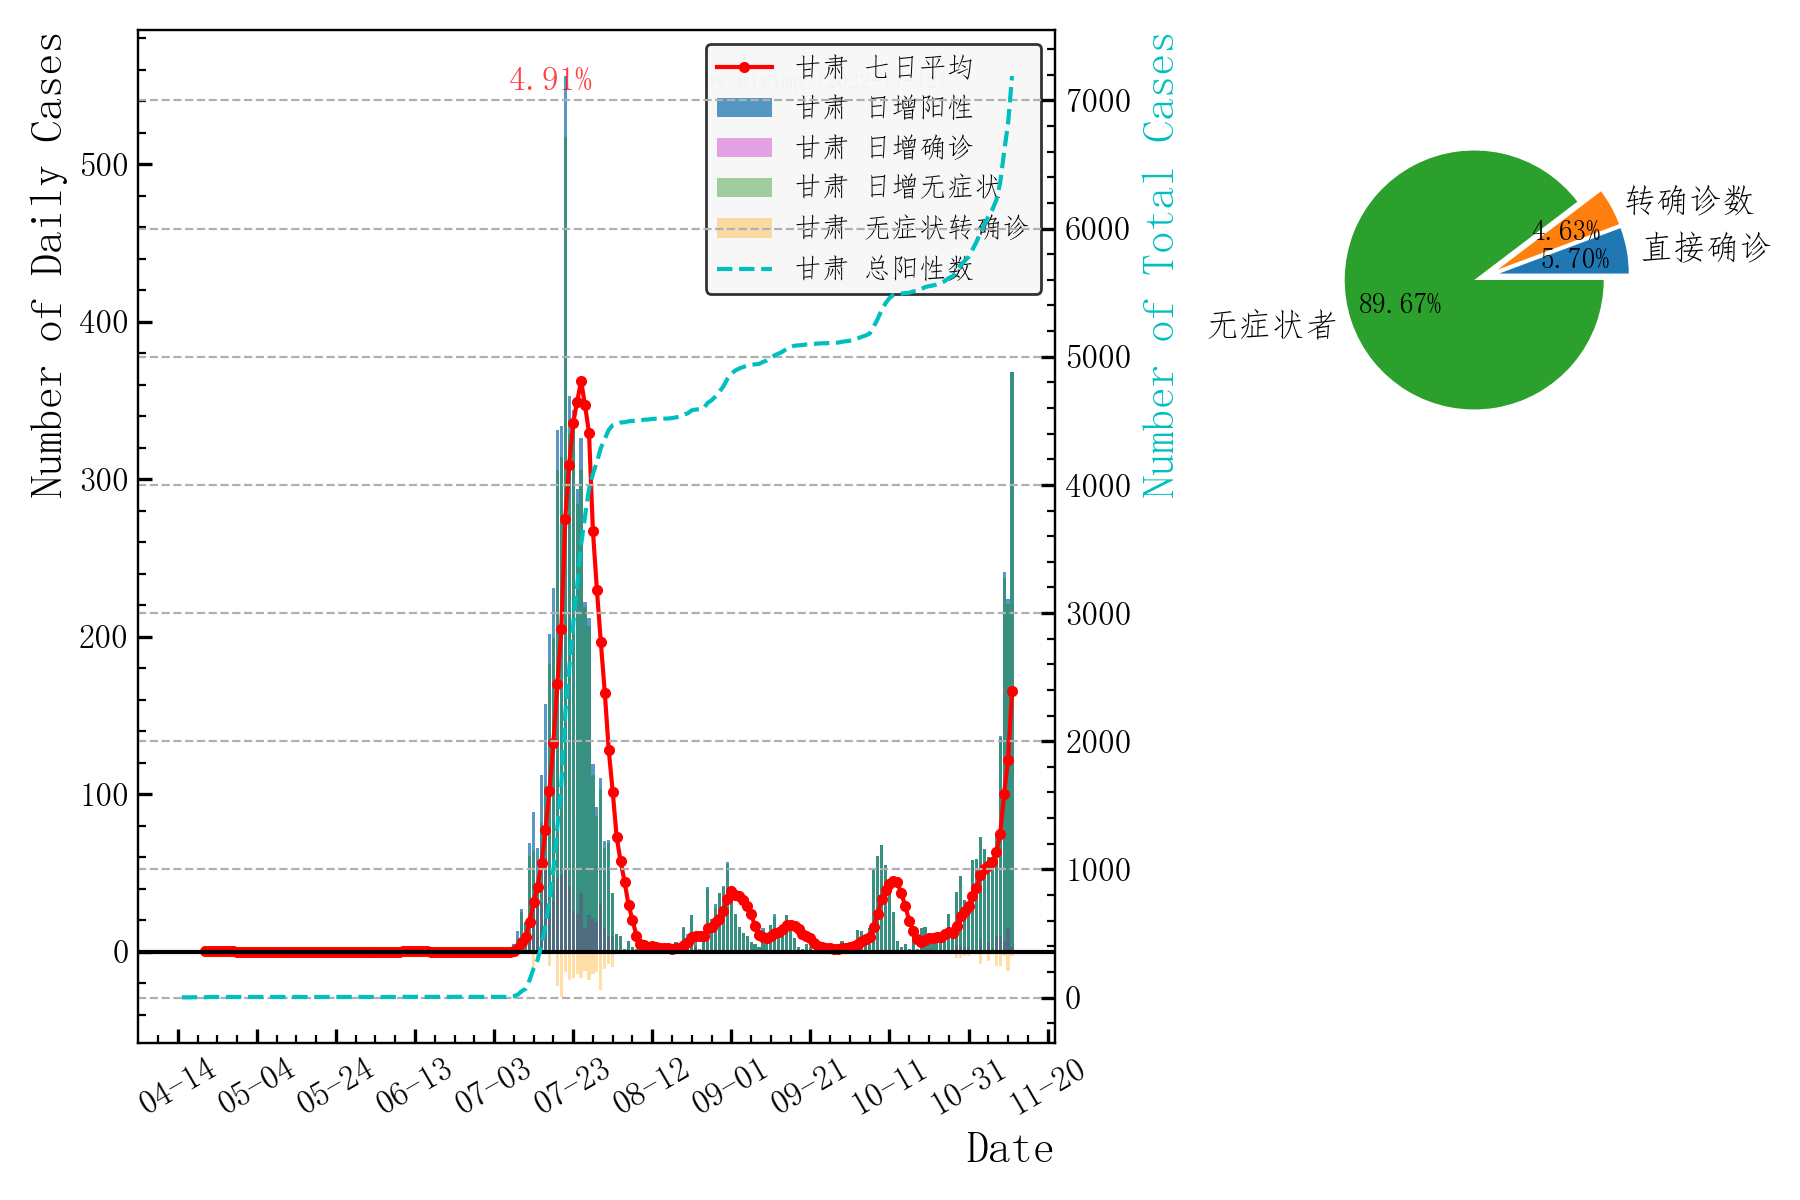 Number of Daily Cases
500
400
300
200
100
0
4.91%
甘肃 七日平均
甘肃 日增阳性
甘肃 日增确诊
甘肃 日增无症状
甘肃 无症状转确诊
甘肃 总阳性数
7000
6000
5000
4000
3000
2000
1000
0
Number of Total Cases
04-14
05-04
05-24
06-13
07-03
07-23
08-12
09-01
09-21
10-11
10-31
11-20
Date
转确诊数
4.63%
直接确诊
5.70%
无症状者
89.67%